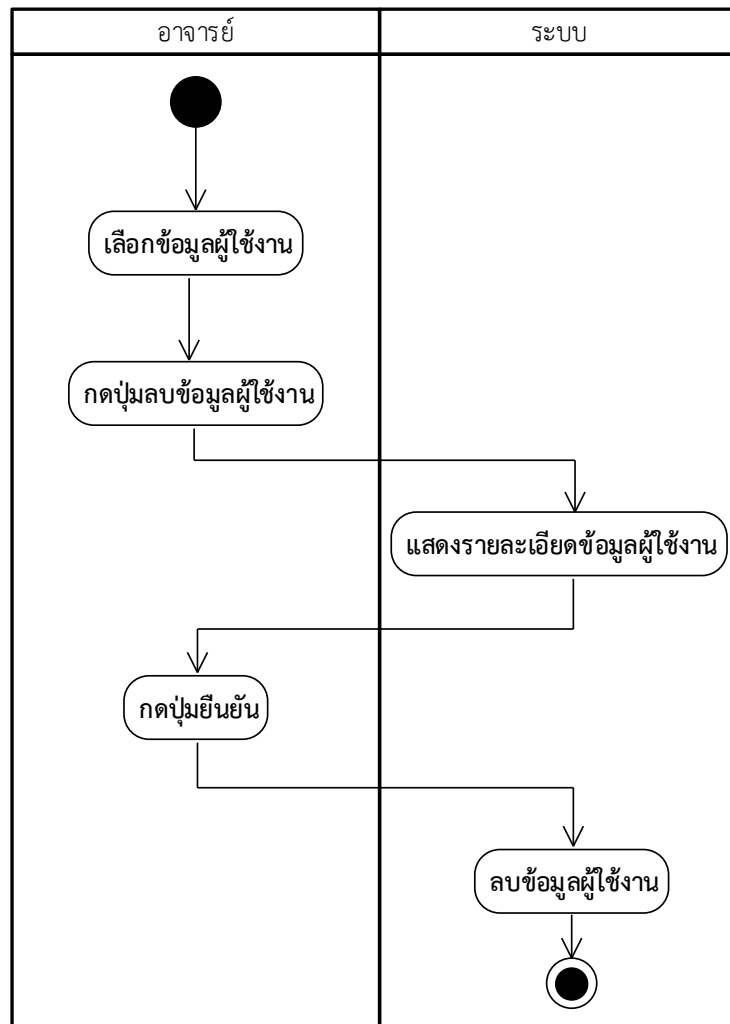 อาจารย์
ระบบ
เลือกข้อมูลผู้ใช้งาน
กดปุ่มลบข้อมูลผู้ใช้งาน
แสดงรายละเอียดข้อมูลผู้ใช้งาน
กดปุ่มยืนยัน
ลบข้อมูลผู้ใช้งาน